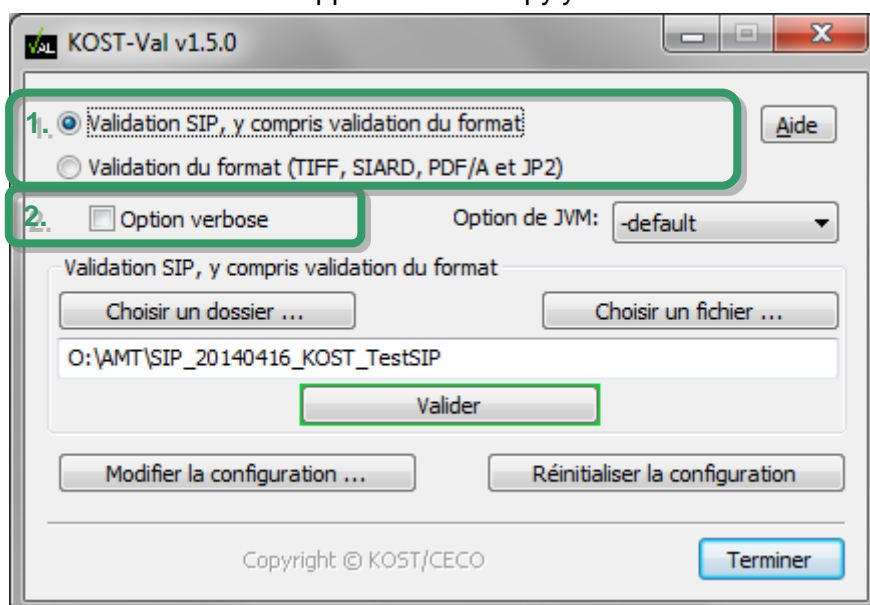 KOST-Val v1.5.0
1. Validation SIP, y compris validation du format
Aide
Validation du format (TIFF, SIARD, PDF/A et JP2)
2. Option verbose
Option de JVM: -default
Validation SIP, y compris validation du format
Choisir un dossier ...
Choisir un fichier ...
O:\AMT\SIP_20140416_KOST_TestSIP
Valider
Modifier la configuration ...
Réinitialiser la configuration
Copyright © KOST/CECO
Terminer